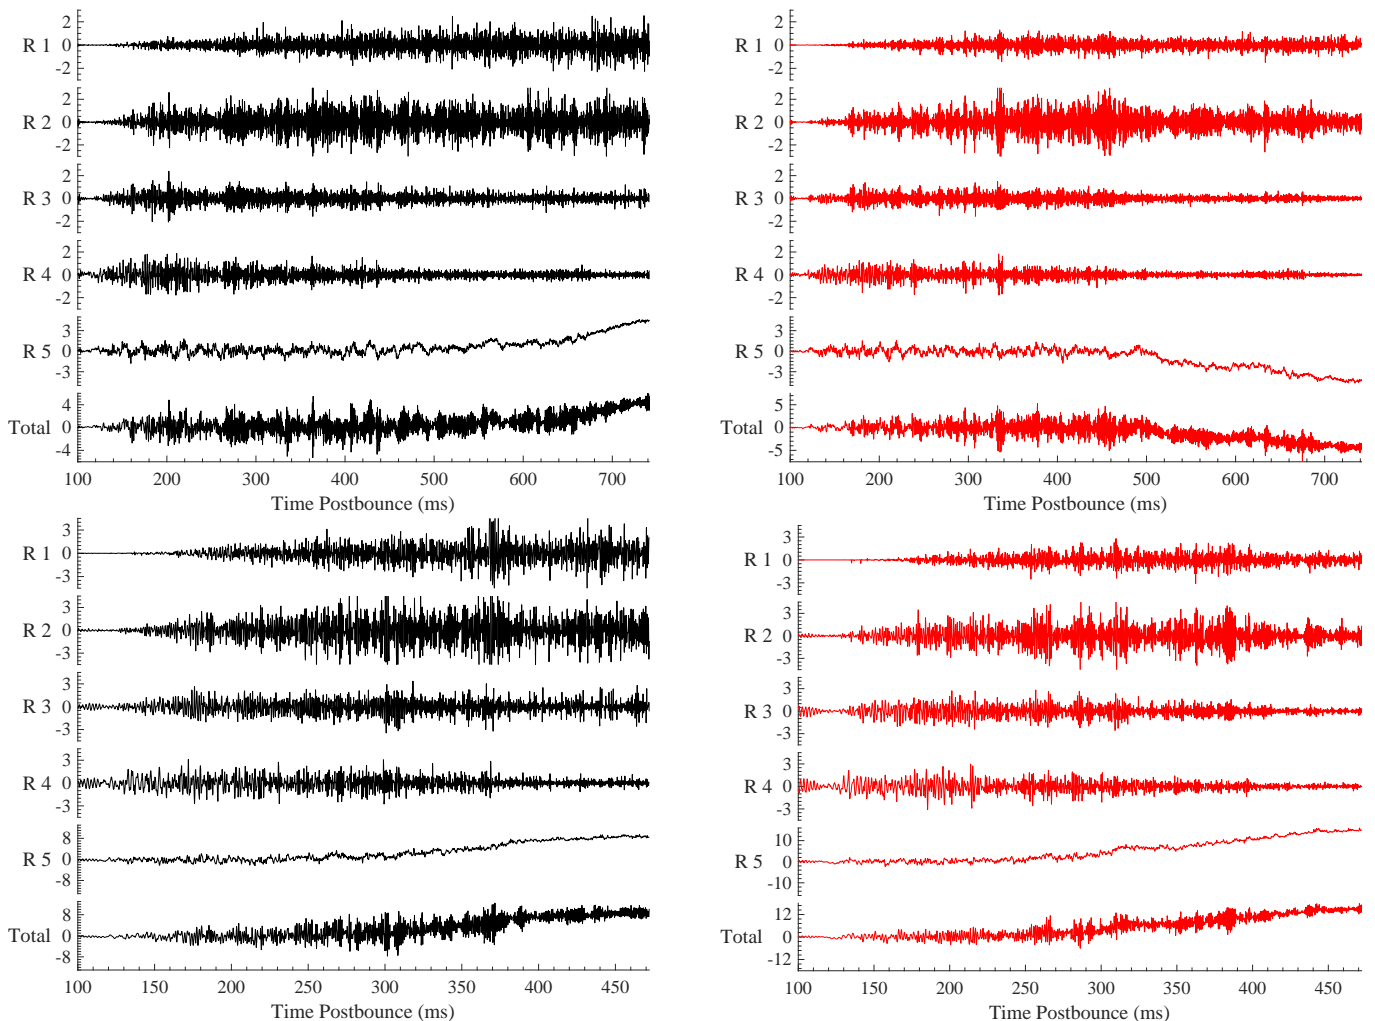 2
R 1 0
-2
2
R 2 0
-2
2
R 3 0
-2
2
R 4 0
-2
3
R 5 0
-3
4
Total 0
-4
100 200 300 400 500 600 700
Time Postbounce (ms)
2
R 1 0
-2
2
R 2 0
-2
2
R 3 0
-2
2
R 4 0
-2
3
R 5 0
-3
5
Total 0
-5
100 200 300 400 500 600 700
Time Postbounce (ms)
3
R 1 0
-3
3
R 2 0
-3
3
R 3 0
-3
3
R 4 0
-3
8
R 5 0
-8
8
Total 0
-8
100 150 200 250 300 350 400 450
Time Postbounce (ms)
3
R 1 0
-3
3
R 2 0
-3
3
R 3 0
-3
3
R 4 0
-3
10
R 5 0
-10
12
Total 0
-12
100 150 200 250 300 350 400 450
Time Postbounce (ms)